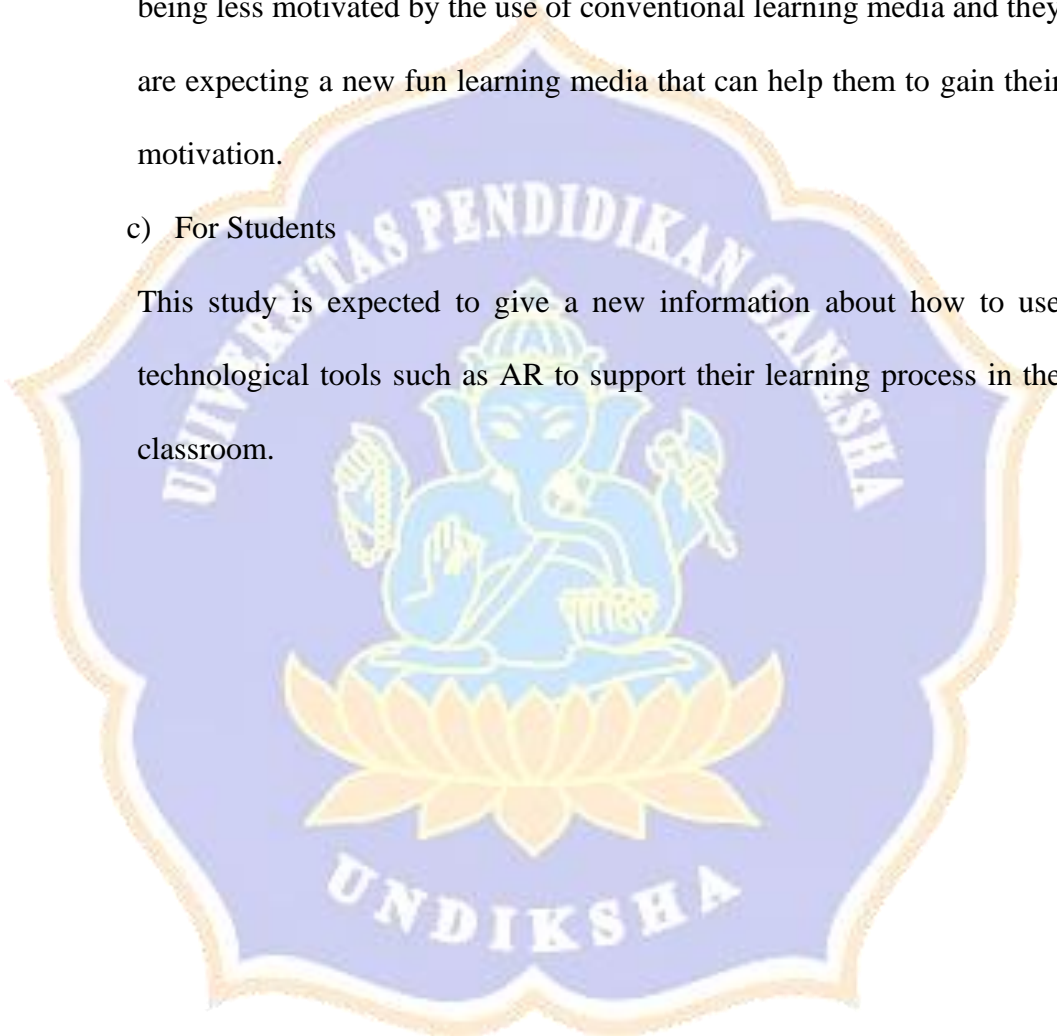 being less motivated by the use of conventional learning media and they
are expecting a new fun learning media that can help them to gain their
motivation.
c) For Students
This study is expected to give a new information about how to use
technological tools such as AR to support their learning process in the
classroom.
UNIVERSITAS PENDIDIKAN GANESHA
UNDIKSHA